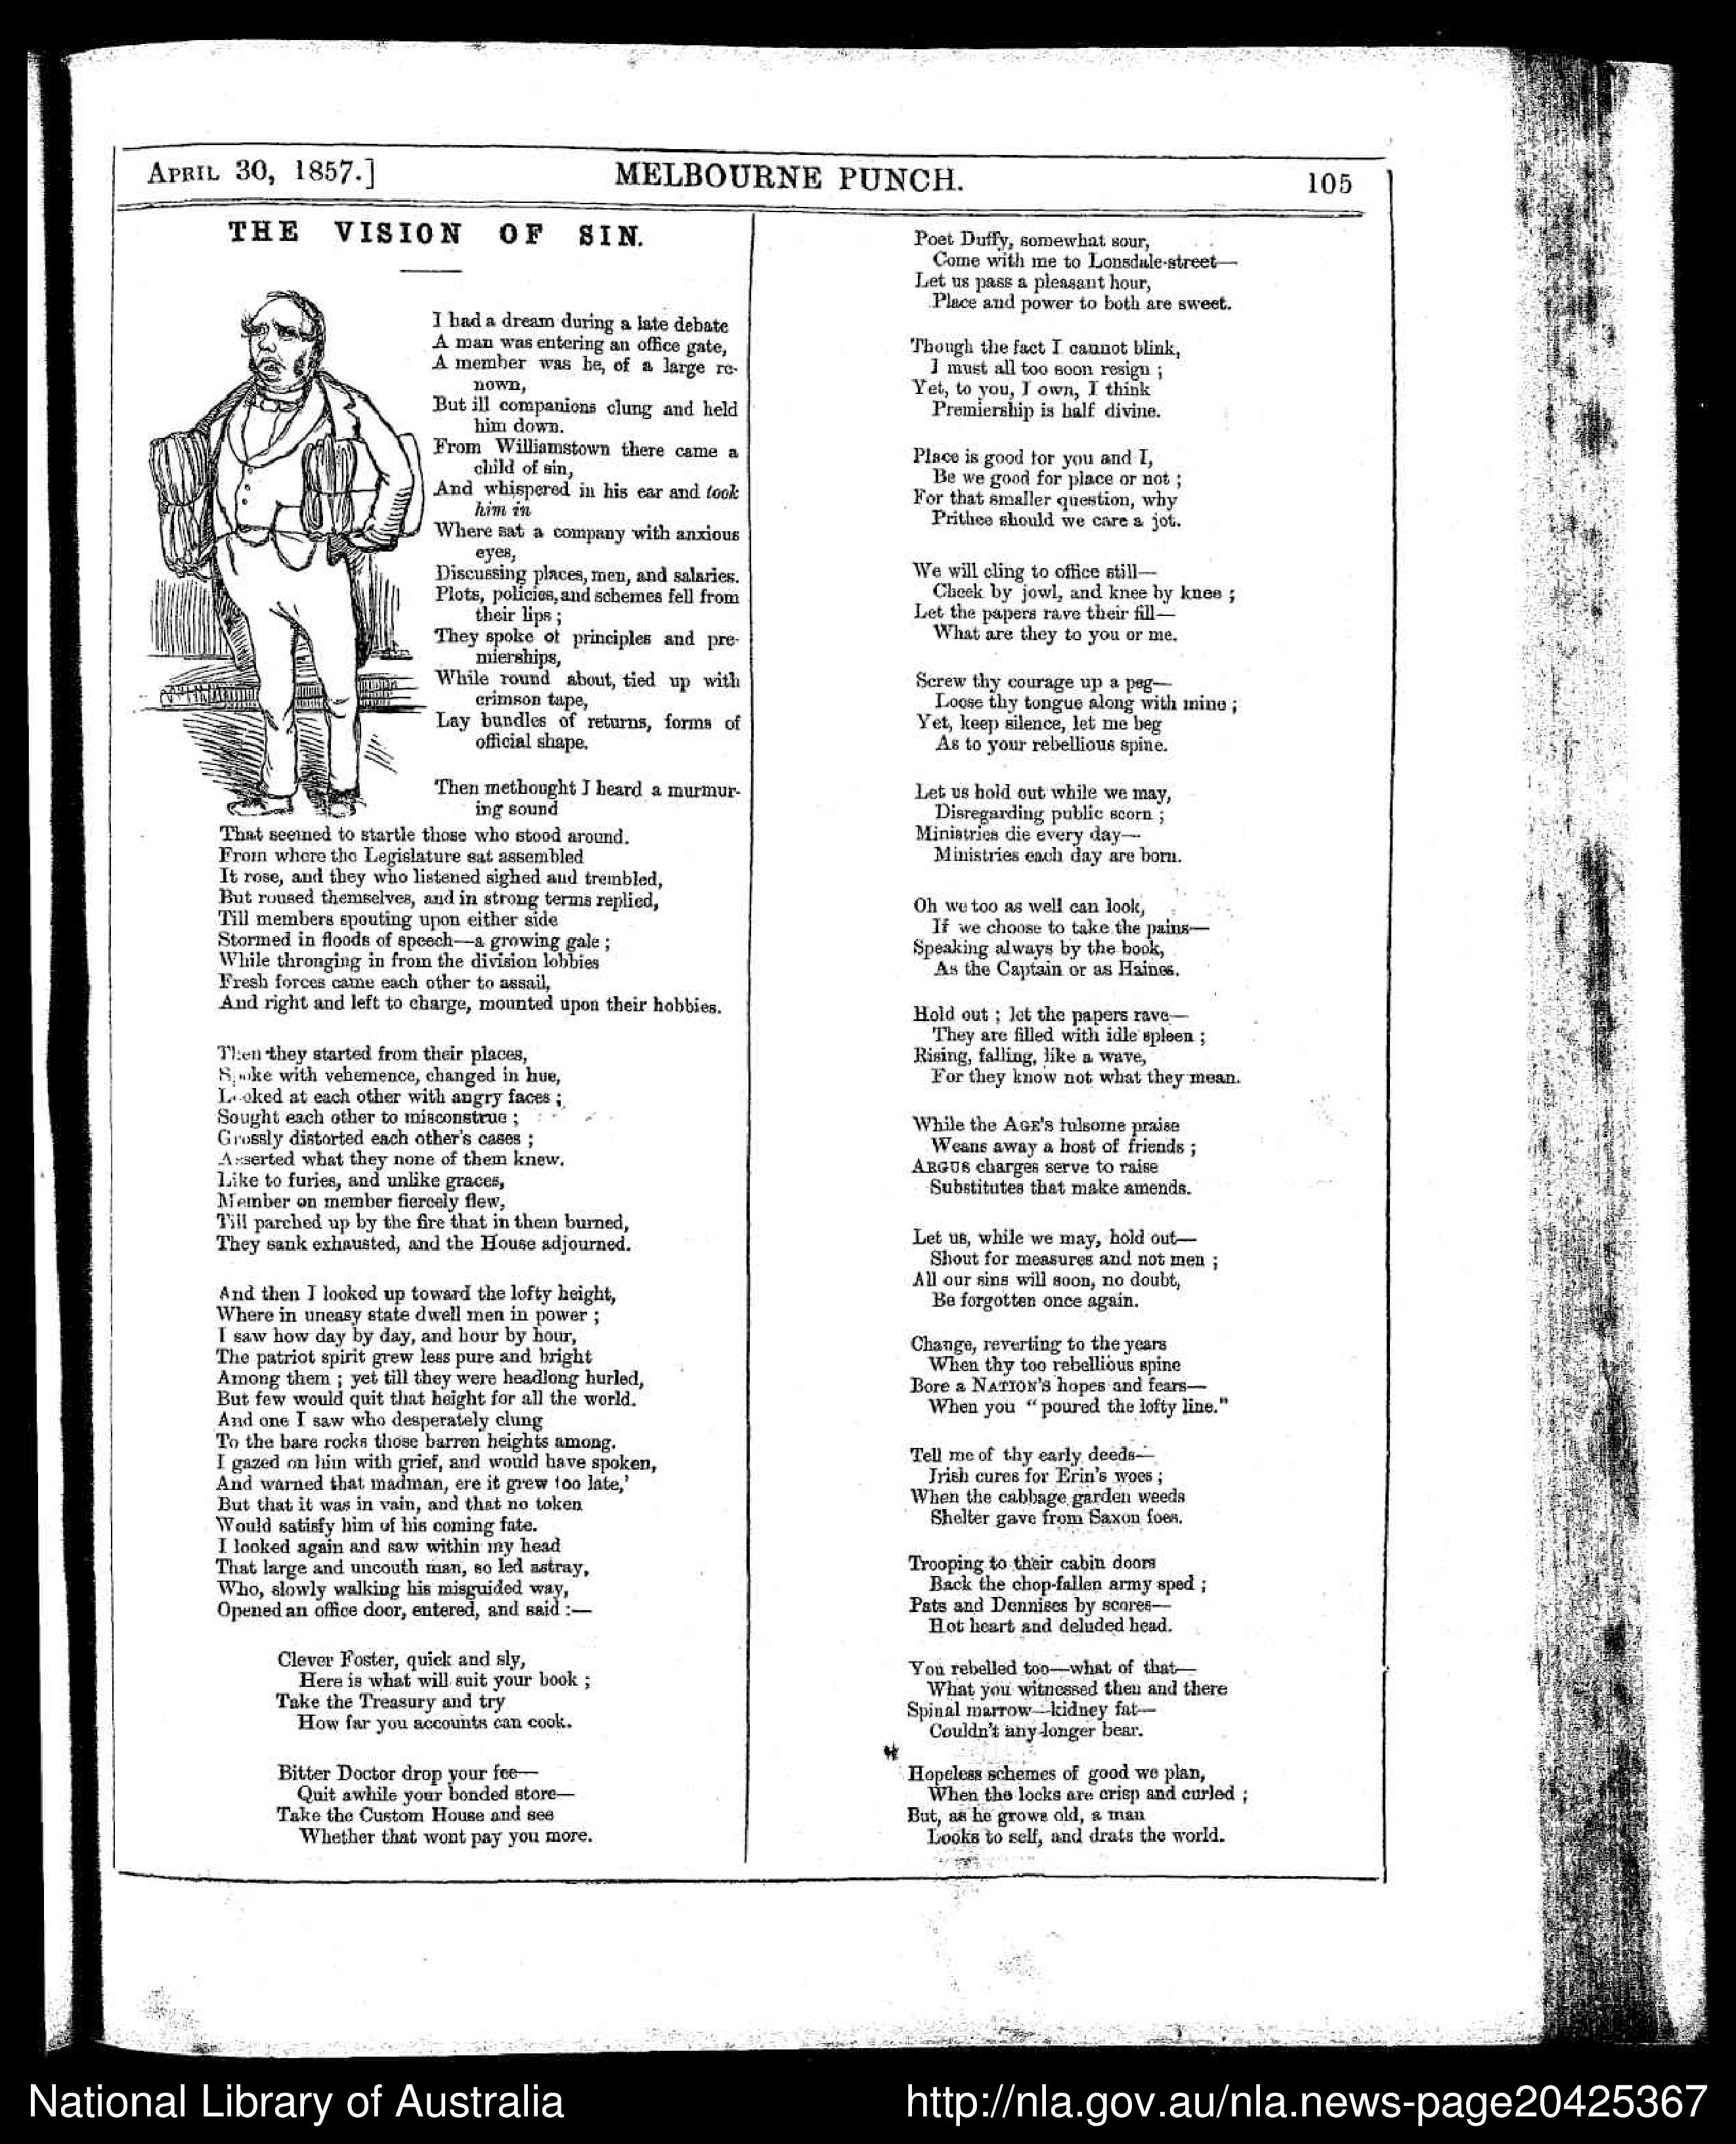 APRIL 30, 1857.]
MELBOURNE PUNCH.
105
THE VISION OF SIN.
I had a dream during a late debate
A man was entering an office gate,
A member was he, of a large re-
nown,
But ill companions clung and held
him down.
From Williamstown there came a
child of sin,
And whispered in his ear and took
him in
Where sat a company with anxious
eyes,
Discussing places, men, and salaries.
Plots, policies, and schemes fell from
their lips ;
They spoke of principles and pre-
mierships,
While round about, tied up with
crimson tape,
Lay bundles of returns, forms of
official shape.
Then methought I heard a murmur-
ing sound
That seemed to startle those who stood around.
From where the Legislature sat assembled
It rose, and they who listened sighed and trembled,
But roused themselves, and in strong terms replied,
Till members spouting upon either side
Stormed in floods of speech—a growing gale ;
While thronging in from the division lobbies
Fresh forces came each other to assail,
And right and left to charge, mounted upon their hobbies.
Then they started from their places,
Spoke with vehemence, changed in hue,
Looked at each other with angry faces ;
Sought each other to misconstrue ;
Grossly distorted each other's cases ;
Asserted what they none of them knew.
Like to furies, and unlike graces,
Member on member fiercely flew,
Till parched up by the fire that in them burned,
They sank exhausted, and the House adjourned.
And then I looked up toward the lofty height,
Where in uneasy state dwell men in power ;
I saw how day by day, and hour by hour,
The patriot spirit grew less pure and bright
Among them ; yet till they were headlong hurled,
But few would quit that height for all the world.
And one I saw who desperately clung
To the bare rocks those barren heights among.
I gazed on him with grief, and would have spoken,
And warned that madman, ere it grew too late,'
But that it was in vain, and that no token
Would satisfy him of his coming fate.
I looked again and saw within my head
That large and uncouth man, so led astray,
Who, slowly walking his misguided way,
Opened an office door, entered, and said :—
Clever Foster, quick and sly,
Here is what will suit your book ;
Take the Treasury and try
How far you accounts can cook.
Bitter Doctor drop your fee—
Quit awhile your bonded store—
Take the Custom House and see
Whether that wont pay you more.
Poet Duffy, somewhat sour,
Come with me to Lonsdale-street—
Let us pass a pleasant hour,
Place and power to both are sweet.
Though the fact I cannot blink,
I must all too soon resign ;
Yet, to you, I own, I think
Premiership is half divine.
Place is good for you and I,
Be we good for place or not ;
For that smaller question, why
Prithee should we care a jot.
We will cling to office still—
Cheek by jowl, and knee by knee ;
Let the papers rave their fill—
What are they to you or me.
Screw thy courage up a peg—
Loose thy tongue along with mine ;
Yet, keep silence, let me beg
As to your rebellious spine.
Let us hold out while we may,
Disregarding public scorn ;
Ministries die every day—
Ministries each day are born.
Oh we too as well can look,
If we choose to take the pains—
Speaking always by the book,
As the Captain or as Haines.
Hold out ; let the papers rave—
They are filled with idle spleen ;
Rising, falling, like a wave,
For they know not what they mean.
While the AGE'S fulsome praise
Weans away a host of friends ;
ARGUS charges serve to raise
Substitutes that make amends.
Let us, while we may, hold out—
Shout for measures and not men ;
All our sins will soon, no doubt,
Be forgotten once again.
Change, reverting to the years
When thy too rebellious spine
Bore a NATION'S hopes and fears—
When you "poured the lofty line."
Tell me of thy early deeds—
Irish cures for Erin's woes ;
When the cabbage garden weeds
Shelter gave from Saxon foes.
Trooping to their cabin doors
Back the chop-fallen army sped ;
Pats and Dennises by scores—
Hot heart and deluded head.
You rebelled too—what of that—
What you witnessed then and there
Spinal marrow—kidney fat—
Couldn't any longer bear.
Hopeless schemes of good we plan,
When the locks are crisp and curled ;
But, as he grows old, a man
Looks to self, and drats the world.
National Library of Australia
http://nla.gov.au/nla.news-page20425367